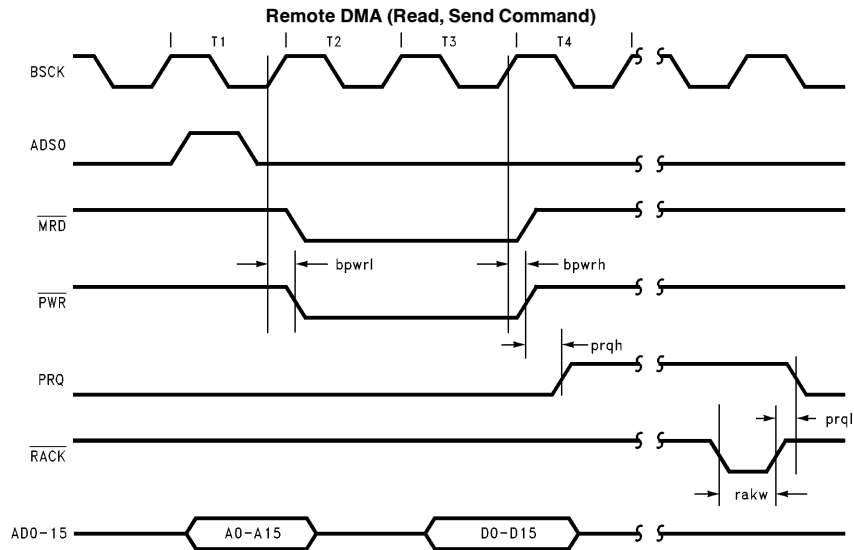 Remote DMA (Read, Send Command)
T1 T2 T3 T4
BSCK
ADS0
MRD
bpwrl bpwrh
PWR
prqh
PRQ
prql
RACK
rakw
AD0-15 A0-A15 D0-D15